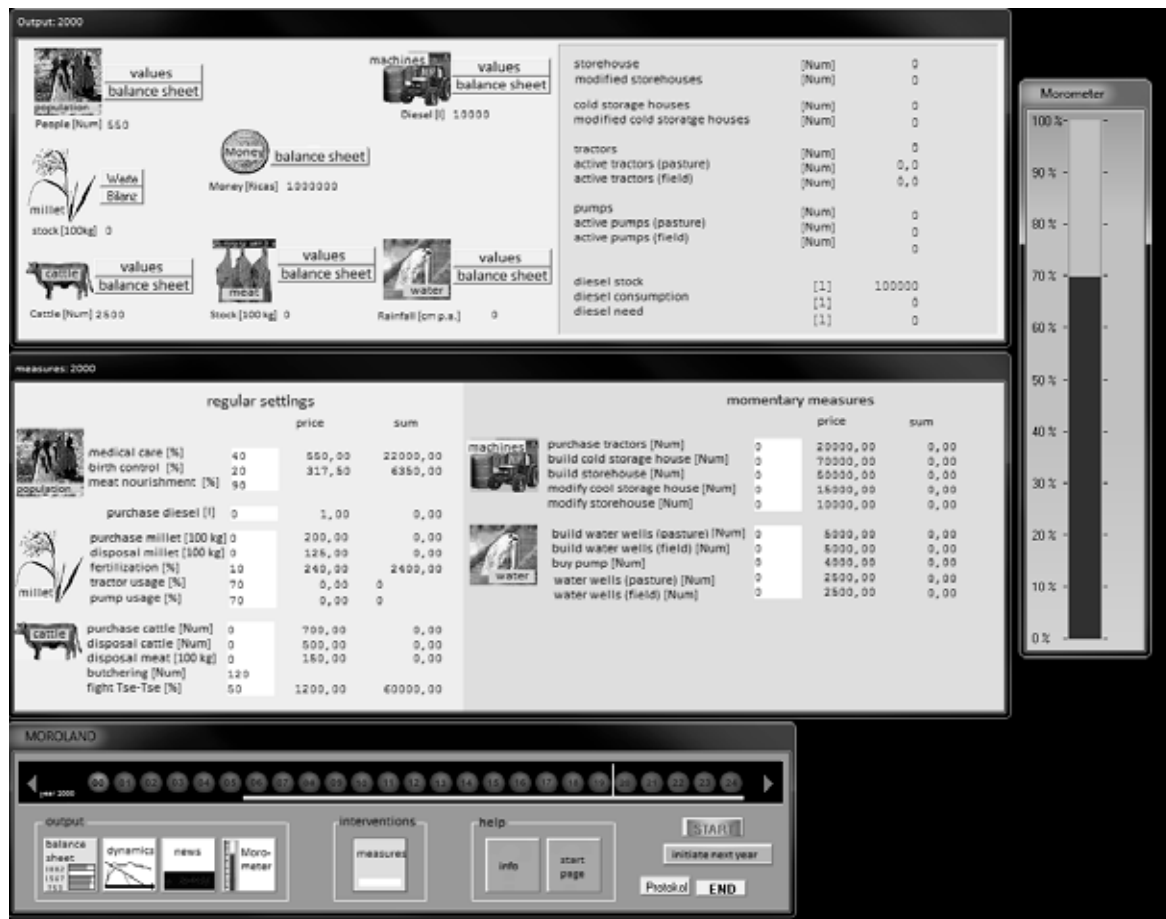 Output: 2000
values
balance sheet
population
People [Num] 550
machines
values
balance sheet
Diesel [l] 10000
Money
balance sheet
Money [Ricas] 1000000
Werte
Bilanz
millet
stock [100kg] 0
cattle
values
balance sheet
Cattle [Num] 2500
meat
values
balance sheet
Stock [100 kg] 0
water
values
balance sheet
Rainfall [cm p.a.] 0
storehouse [Num] 0
modified storehouses [Num] 0
cold storage houses [Num] 0
modified cold storatge houses [Num] 0
tractors [Num] 0
active tractors (pasture) [Num] 0,0
active tractors (field) [Num] 0,0
pumps [Num] 0
active pumps (pasture) [Num] 0
active pumps (field) [Num] 0
diesel stock [l] 100000
diesel consumption [l] 0
diesel need [l] 0
Morometer
100 %
90 %
80 %
70 %
60 %
50 %
40 %
30 %
20 %
10 %
0 %
measures: 2000
regular settings
price sum
population
medical care [%] 40 550,00 22000,00
birth control [%] 20 317,50 6350,00
meat nourishment [%] 90
purchase diesel [l] 0 1,00 0,00
millet
purchase millet [100 kg] 0 200,00 0,00
disposal millet [100 kg] 0 125,00 0,00
fertilization [%] 10 240,00 2400,00
tractor usage [%] 70 0,00 0
pump usage [%] 70 0,00 0
cattle
purchase cattle [Num] 0 700,00 0,00
disposal cattle [Num] 0 500,00 0,00
disposal meat [100 kg] 0 150,00 0,00
butchering [Num] 120
fight Tse-Tse [%] 50 1200,00 60000,00
momentary measures
price sum
machines
purchase tractors [Num] 0 20000,00 0,00
build cold storage house [Num] 0 70000,00 0,00
build storehouse [Num] 0 50000,00 0,00
modify cool storage house [Num] 0 15000,00 0,00
modify storehouse [Num] 0 10000,00 0,00
water
build water wells (pasture) [Num] 0 5000,00 0,00
build water wells (field) [Num] 0 5000,00 0,00
buy pump [Num] 0 4000,00 0,00
water wells (pasture) [Num] 0 2500,00 0,00
water wells (field) [Num] 0 2500,00 0,00
MOROLAND
year 2000 00 01 02 03 04 05 06 07 08 09 10 11 12 13 14 15 16 17 18 19 20 21 22 23 24
output
balance sheet
dynamics
news
Moro-meter
interventions
measures
help
info
start page
START
initiate next year
Protokol
END